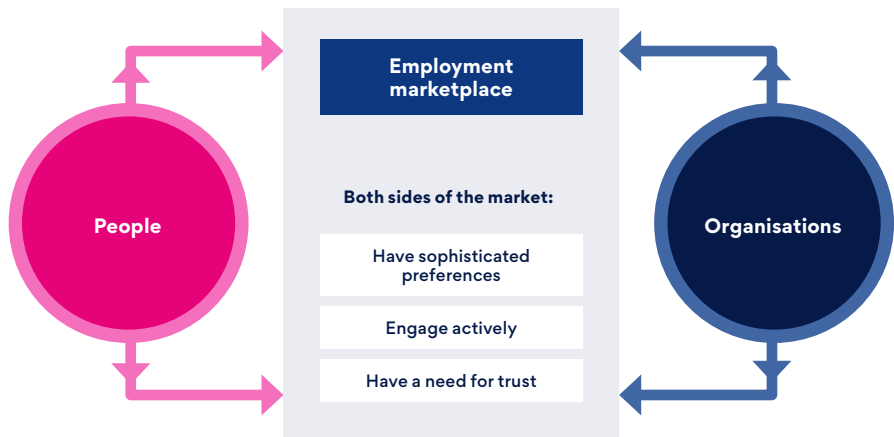 Employment
marketplace
Both sides of the market:
People
Organisations
Have sophisticated
preferences
Engage actively
Have a need for trust